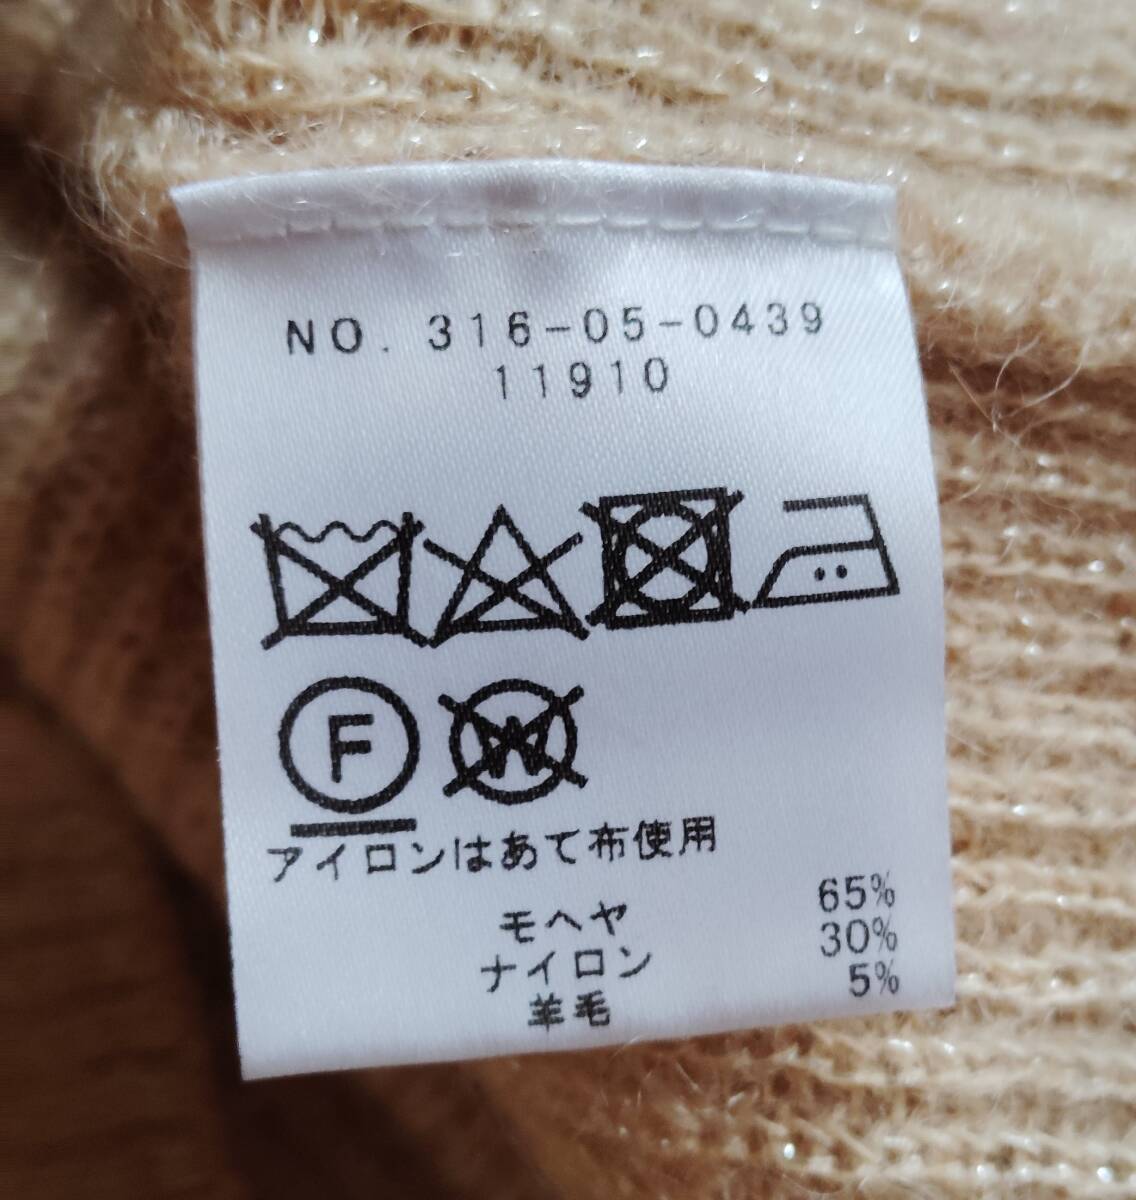 NO. 316-05-0439
11910
F W
アイロンはあて布使用
モヘヤ 65%
ナイロン 30%
羊毛 5%